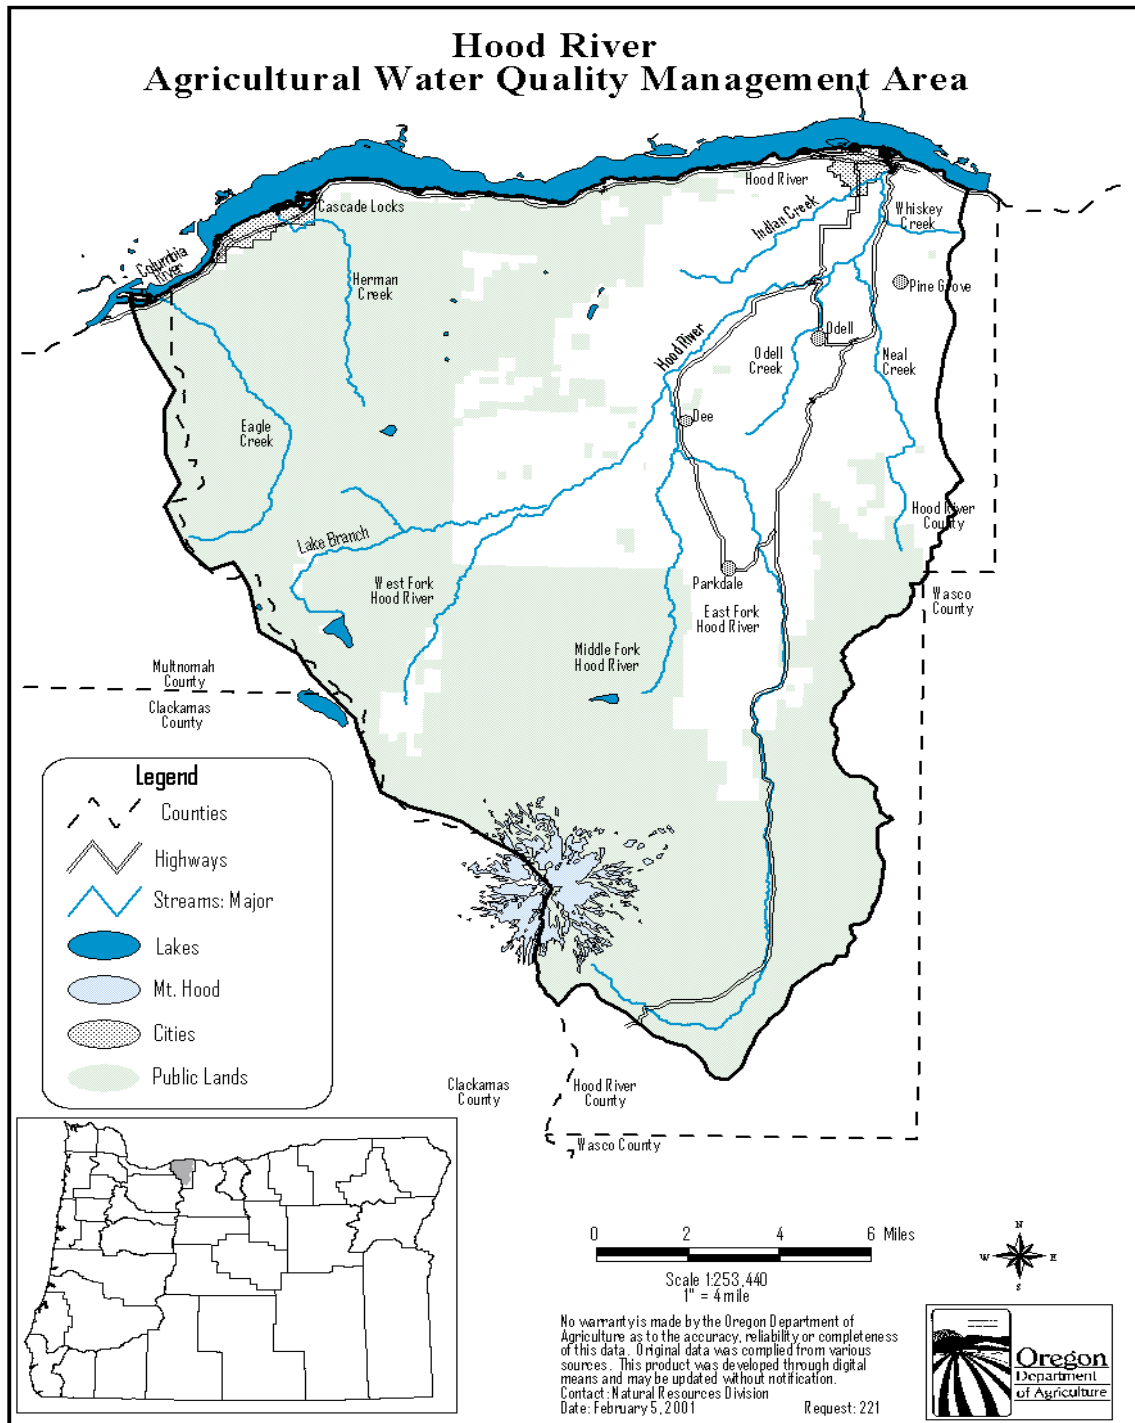 Hood River
Agricultural Water Quality Management Area
Hood River
Cascade Locks
Indian Creek
Whiskey
Creek
Columbia
River
Herman
Creek
Pine Grove
Hood River
Odell
Odell
Creek
Neal
Creek
Dee
Eagle
Creek
Hood River
County
Lake Branch
West Fork
Hood River
Parkdale
East Fork
Hood River
Wasco
County
Middle Fork
Hood River
Multnomah
County
Clackamas
County
Legend
Counties
Highways
Streams: Major
Lakes
Mt. Hood
Cities
Public Lands
Clackamas
County
Hood River
County
Wasco County
0 2 4 6 Miles
Scale 1:253,440
1" = 4 mile
N
W E
S
No warranty is made by the Oregon Department of
Agriculture as to the accuracy, reliability or completeness
of this data. Original data was complied from various
sources. This product was developed through digital
means and may be updated without notification.
Contact: Natural Resources Division
Date: February 5, 2001 Request: 221
Oregon
Department
of Agriculture